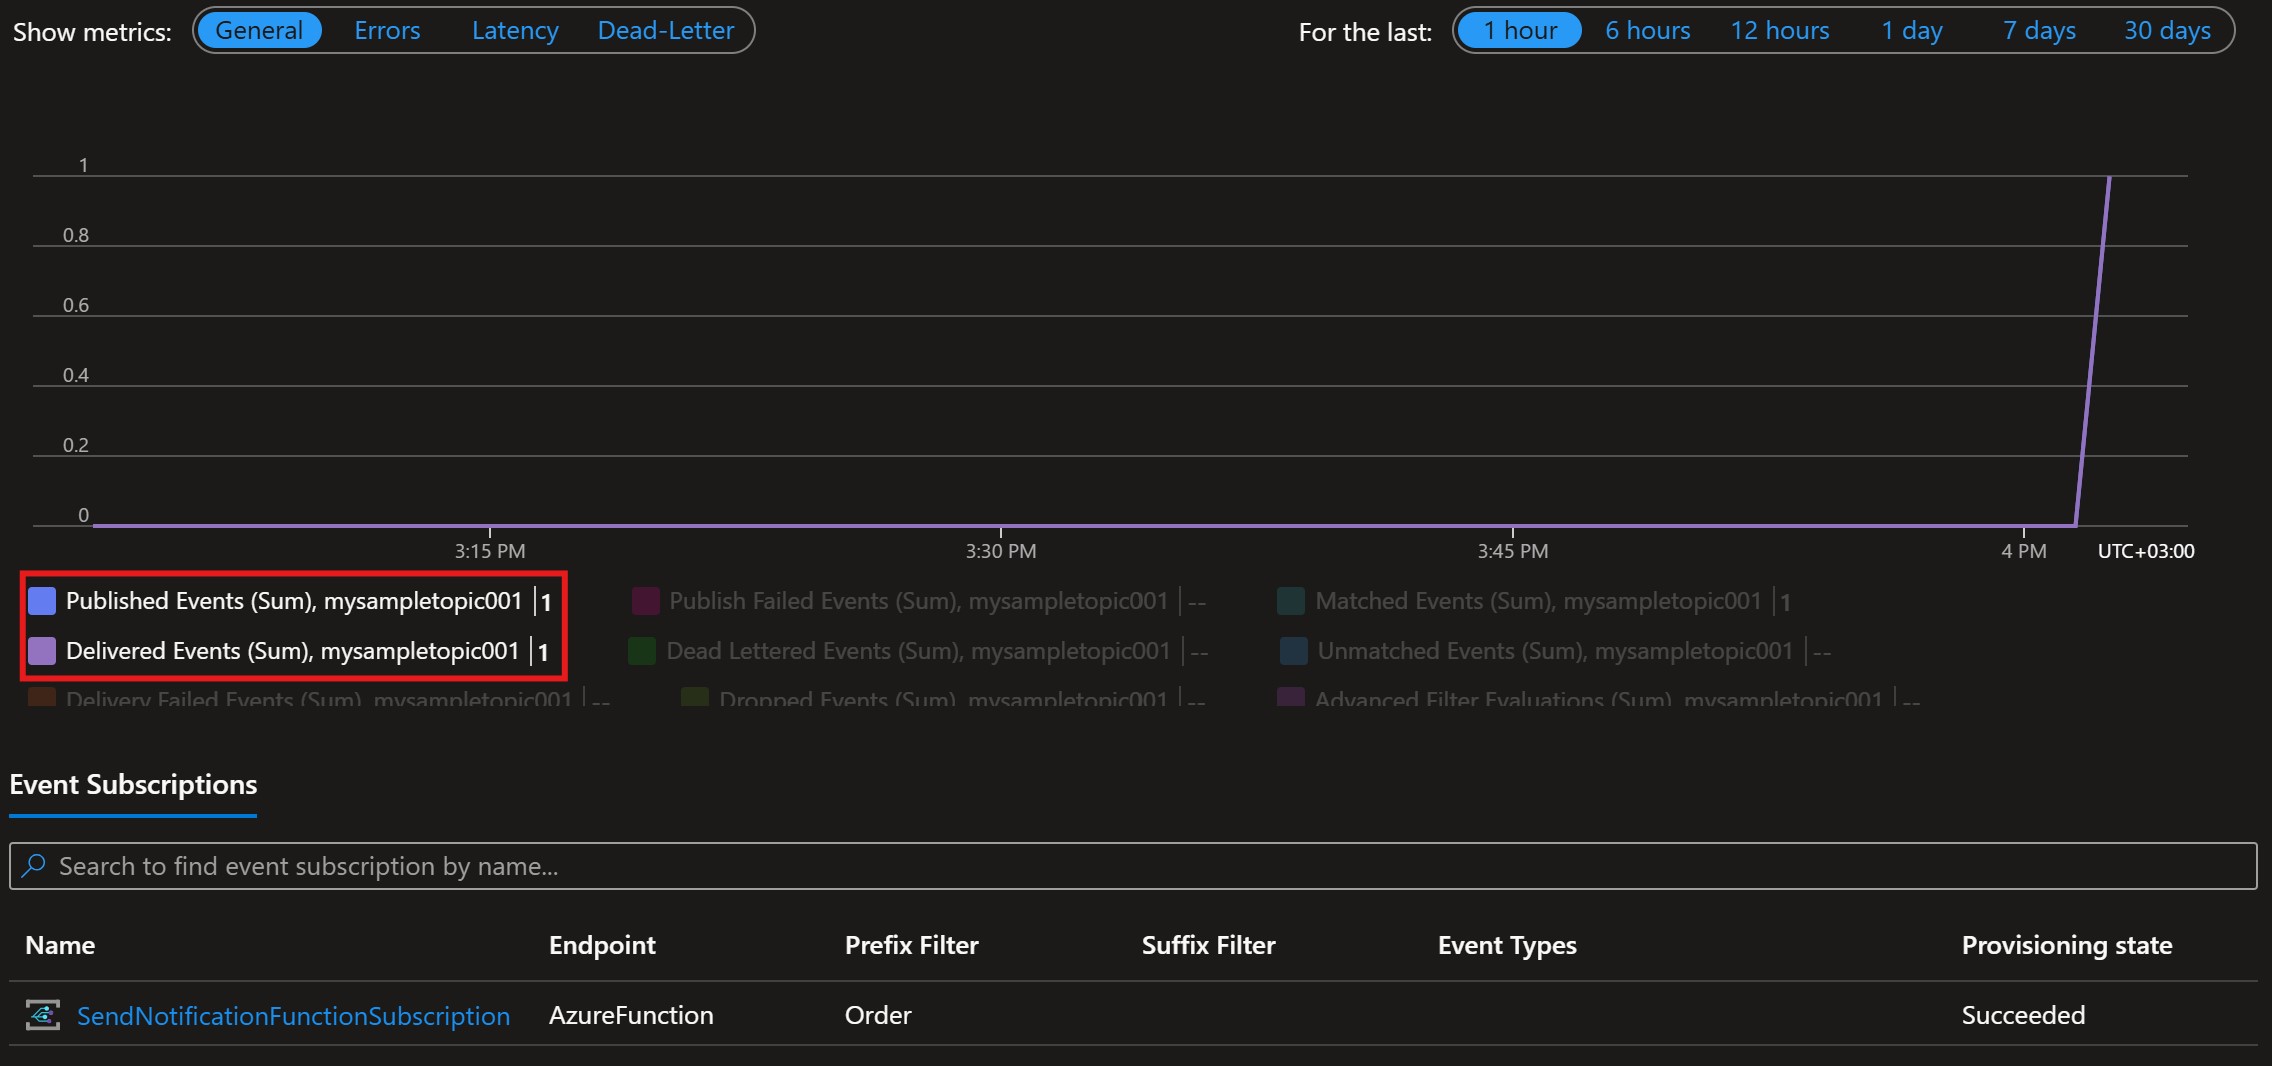 Show metrics: General Errors Latency Dead-Letter For the last: 1 hour 6 hours 12 hours 1 day 7 days 30 days
1
0.8
0.6
0.4
0.2
0
3:15 PM 3:30 PM 3:45 PM 4 PM UTC+03:00
Published Events (Sum), mysampletopic001 | 1 Publish Failed Events (Sum), mysampletopic001 | -- Matched Events (Sum), mysampletopic001 | 1
Delivered Events (Sum), mysampletopic001 | 1 Dead Lettered Events (Sum), mysampletopic001 | -- Unmatched Events (Sum), mysampletopic001 | --
Delivery Failed Events (Sum), mysampletopic001 | -- Dropped Events (Sum), mysampletopic001 | -- Advanced Filter Evaluations (Sum), mysampletopic001 | --
Event Subscriptions
Search to find event subscription by name...
Name Endpoint Prefix Filter Suffix Filter Event Types Provisioning state
SendNotificationFunctionSubscription AzureFunction Order Succeeded